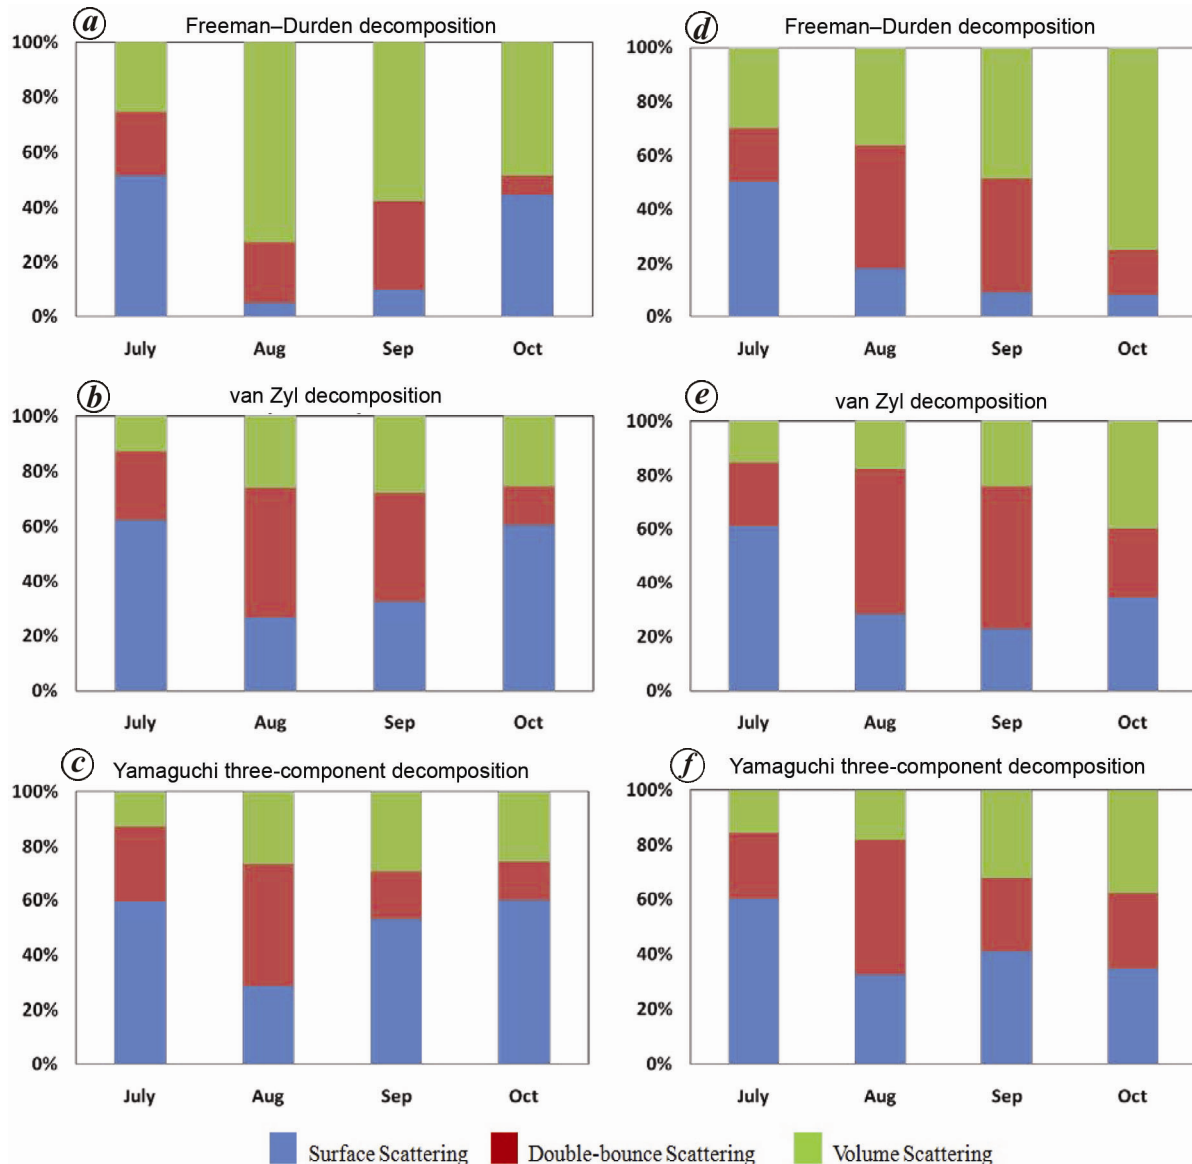 a Freeman–Durden decomposition
100%
80%
60%
40%
20%
0%
July Aug Sep Oct
b van Zyl decomposition
100%
80%
60%
40%
20%
0%
July Aug Sep Oct
c Yamaguchi three-component decomposition
100%
80%
60%
40%
20%
0%
July Aug Sep Oct
d Freeman–Durden decomposition
100%
80%
60%
40%
20%
0%
July Aug Sep Oct
e van Zyl decomposition
100%
80%
60%
40%
20%
0%
July Aug Sep Oct
f Yamaguchi three-component decomposition
100%
80%
60%
40%
20%
0%
July Aug Sep Oct
Surface Scattering Double-bounce Scattering Volume Scattering